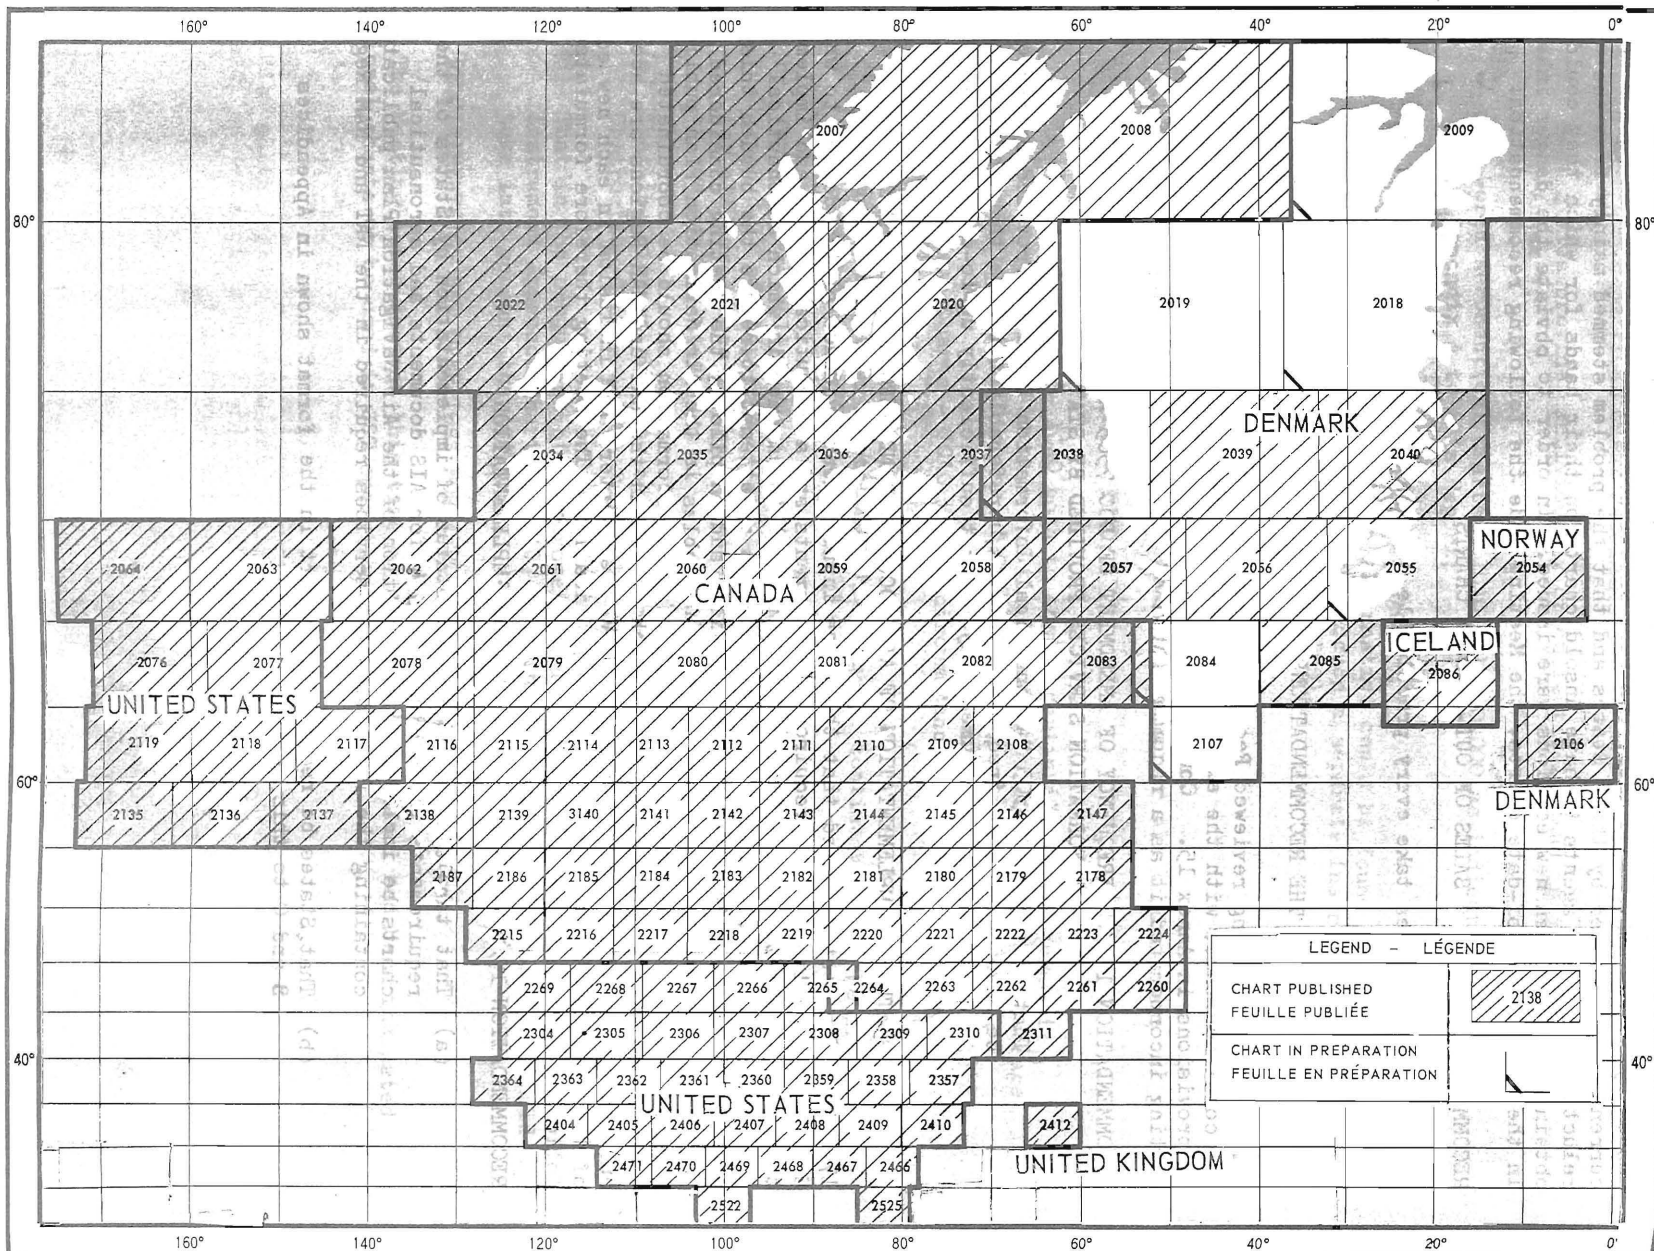 160° 140° 120° 100° 80° 60° 40° 20° 0°
2007 2008 2009
80° 80°
2022 2021 2020 2019 2018
DENMARK
2034 2035 2036 2037 2038 2039 2040
NORWAY
2064 2063 2062 2061 2060 2059 2058 2057 2056 2055 2054
CANADA
ICELAND
2076 2077 2078 2079 2080 2081 2082 2083 2084 2085 2086
UNITED STATES
2119 2118 2117 2116 2115 2114 2113 2112 2111 2110 2109 2108 2107 2106
60° 60°
DENMARK
2135 2136 2137 2138 2139 3140 2141 2142 2143 2144 2145 2146 2147
2187 2186 2185 2184 2183 2182 2181 2180 2179 2178
2215 2216 2217 2218 2219 2220 2221 2222 2223 2224
LEGEND – LÉGENDE
CHART PUBLISHED
FEUILLE PUBLIÉE
2138
CHART IN PREPARATION
FEUILLE EN PRÉPARATION
2269 2268 2267 2266 2265 2264 2263 2262 2261 2260
2304 2305 2306 2307 2308 2309 2310 2311
40° 40°
2364 2363 2362 2361 2360 2359 2358 2357
UNITED STATES
2404 2405 2406 2407 2408 2409 2410 2412
UNITED KINGDOM
2471 2470 2469 2468 2467 2466
2522 2525
160° 140° 120° 100° 80° 60° 40° 20° 0°